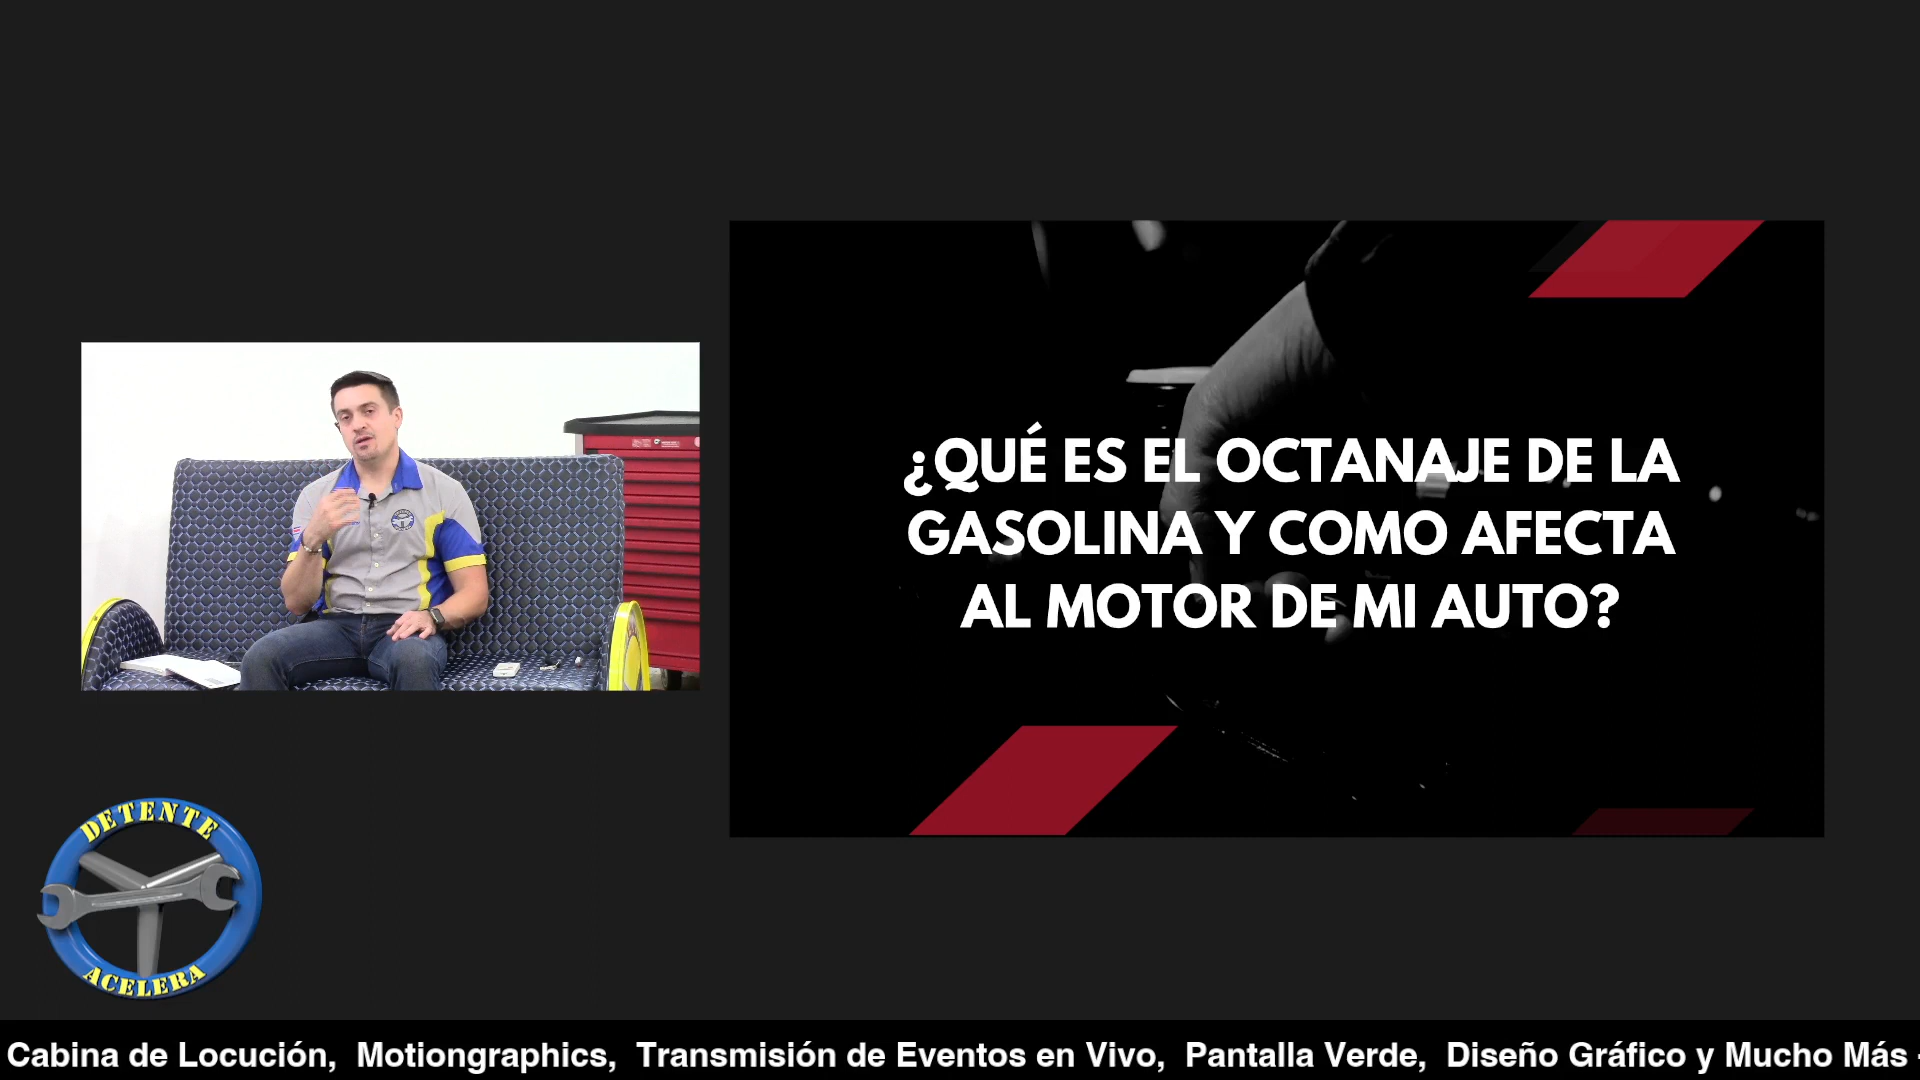 ¿QUÉ ES EL OCTANAJE DE LA
GASOLINA Y COMO AFECTA
AL MOTOR DE MI AUTO?
DETENTE
ACELERA
Cabina de Locución, Motiongraphics, Transmisión de Eventos en Vivo, Pantalla Verde, Diseño Gráfico y Mucho Más